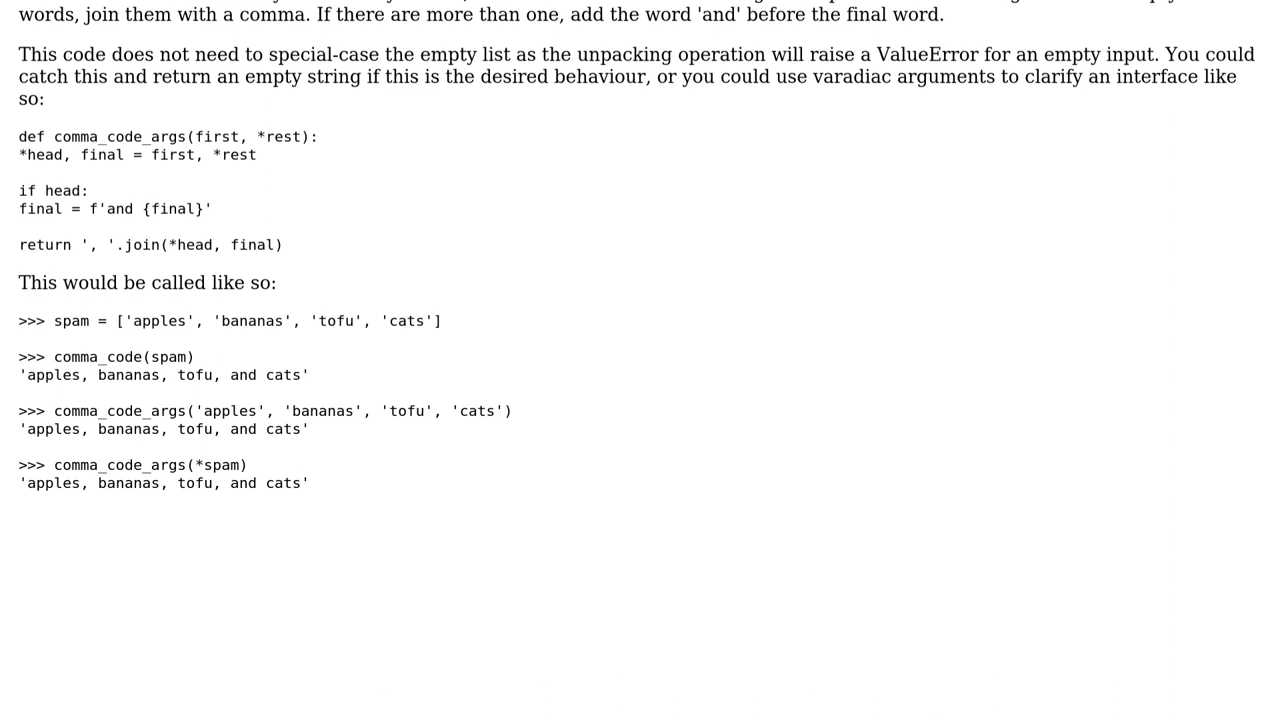 words, join them with a comma. If there are more than one, add the word 'and' before the final word.
This code does not need to special-case the empty list as the unpacking operation will raise a ValueError for an empty input. You could
catch this and return an empty string if this is the desired behaviour, or you could use varadiac arguments to clarify an interface like
so:
def comma_code_args(first, *rest):
*head, final = first, *rest
if head:
final = f'and {final}'
return ', '.join(*head, final)
This would be called like so:
>>> spam = ['apples', 'bananas', 'tofu', 'cats']
>>> comma_code(spam)
'apples, bananas, tofu, and cats'
>>> comma_code_args('apples', 'bananas', 'tofu', 'cats')
'apples, bananas, tofu, and cats'
>>> comma_code_args(*spam)
'apples, bananas, tofu, and cats'